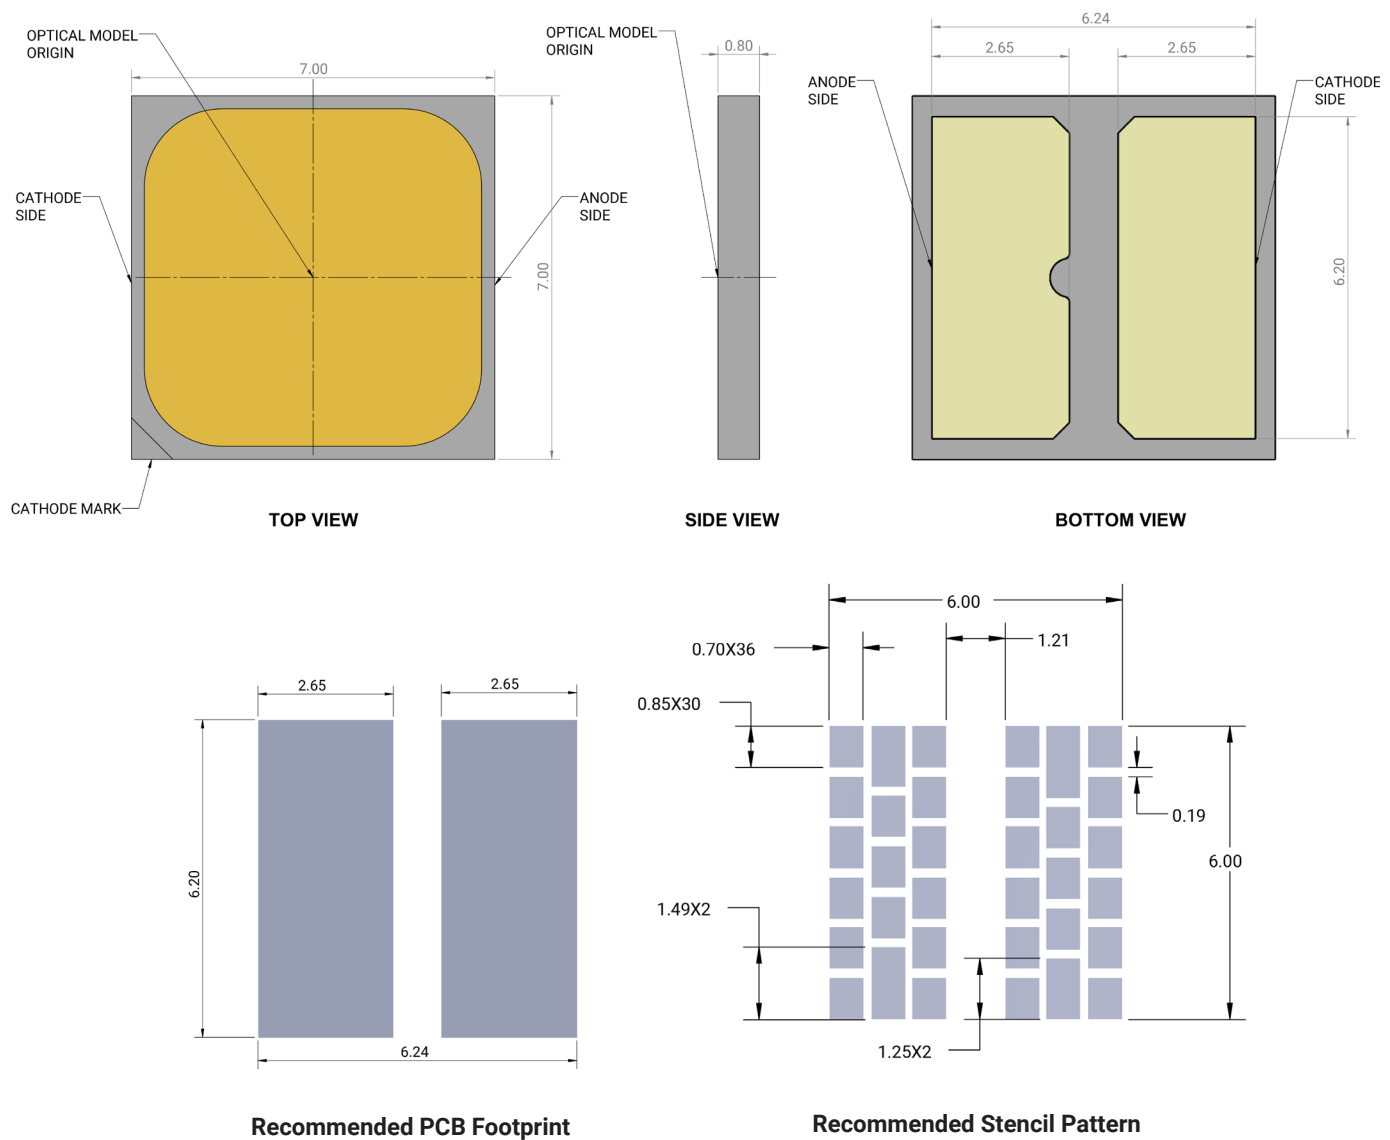 OPTICAL MODEL
ORIGIN
7.00
CATHODE
SIDE
ANODE
SIDE
7.00
CATHODE MARK
TOP VIEW
OPTICAL MODEL
ORIGIN
0.80
SIDE VIEW
6.24
2.65
2.65
ANODE
SIDE
CATHODE
SIDE
6.20
BOTTOM VIEW
2.65
2.65
6.20
6.24
Recommended PCB Footprint
6.00
0.70X36
1.21
0.85X30
0.19
6.00
1.49X2
1.25X2
Recommended Stencil Pattern